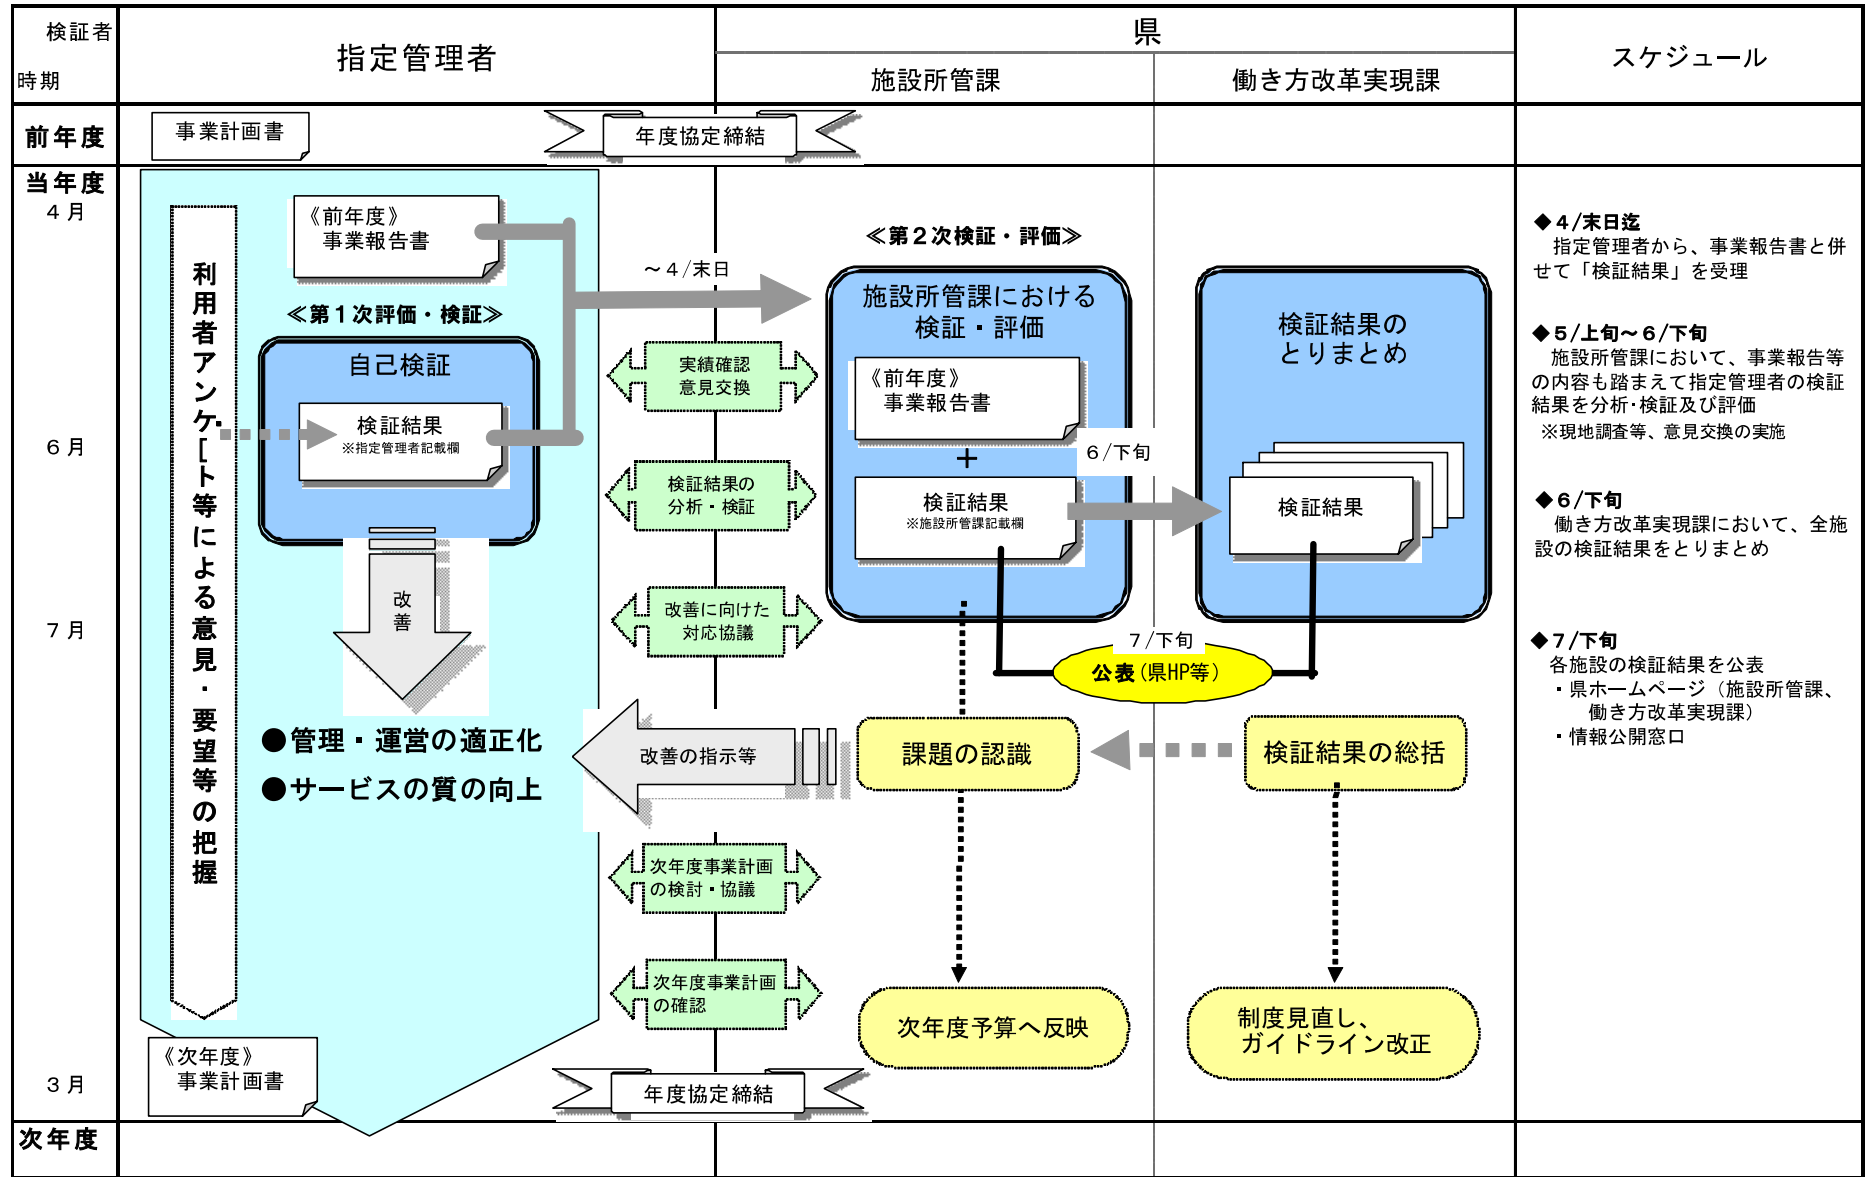 検証者
時期
指定管理者
県
施設所管課
働き方改革実現課
スケジュール
前年度
事業計画書
年度協定締結
当年度
4月
6月
7月
3月
次年度
利用者アンケート等による意見・要望等の把握
《前年度》
事業報告書
≪第1次評価・検証≫
自己検証
検証結果
※指定管理者記載欄
改善
●管理・運営の適正化
●サービスの質の向上
《次年度》
事業計画書
～4/末日
実績確認
意見交換
検証結果の
分析・検証
改善に向けた
対応協議
改善の指示等
次年度事業計画
の検討・協議
次年度事業計画
の確認
年度協定締結
≪第2次検証・評価≫
施設所管課における
検証・評価
《前年度》
事業報告書
+
検証結果
※施設所管課記載欄
6/下旬
検証結果の
とりまとめ
検証結果
7/下旬
公表(県HP等)
課題の認識
検証結果の総括
次年度予算へ反映
制度見直し、
ガイドライン改正
◆4/末日迄
指定管理者から、事業報告書と併
せて「検証結果」を受理
◆5/上旬～6/下旬
施設所管課において、事業報告等
の内容も踏まえて指定管理者の検証
結果を分析・検証及び評価
※現地調査等、意見交換の実施
◆6/下旬
働き方改革実現課において、全施
設の検証結果をとりまとめ
◆7/下旬
各施設の検証結果を公表
・県ホームページ（施設所管課、
働き方改革実現課）
・情報公開窓口